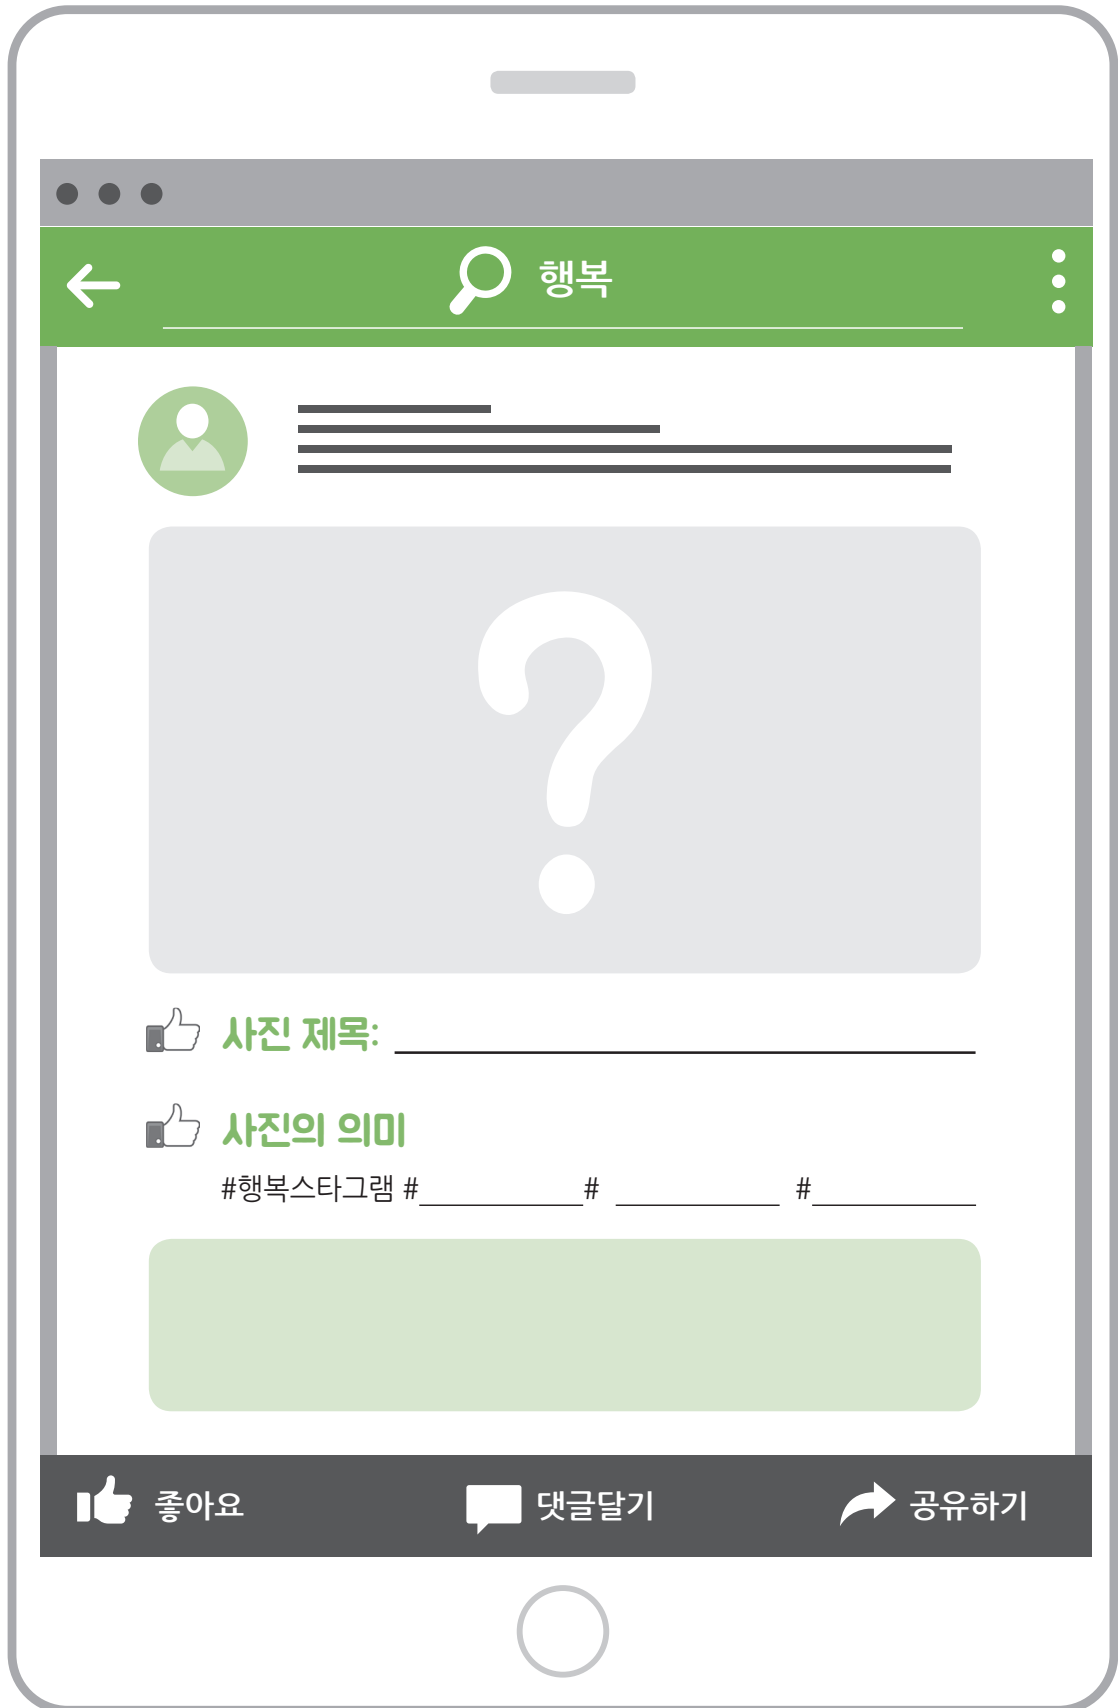 행복
?
사진 제목:
사진의 의미
#행복스타그램 # # #
좋아요 댓글달기 공유하기